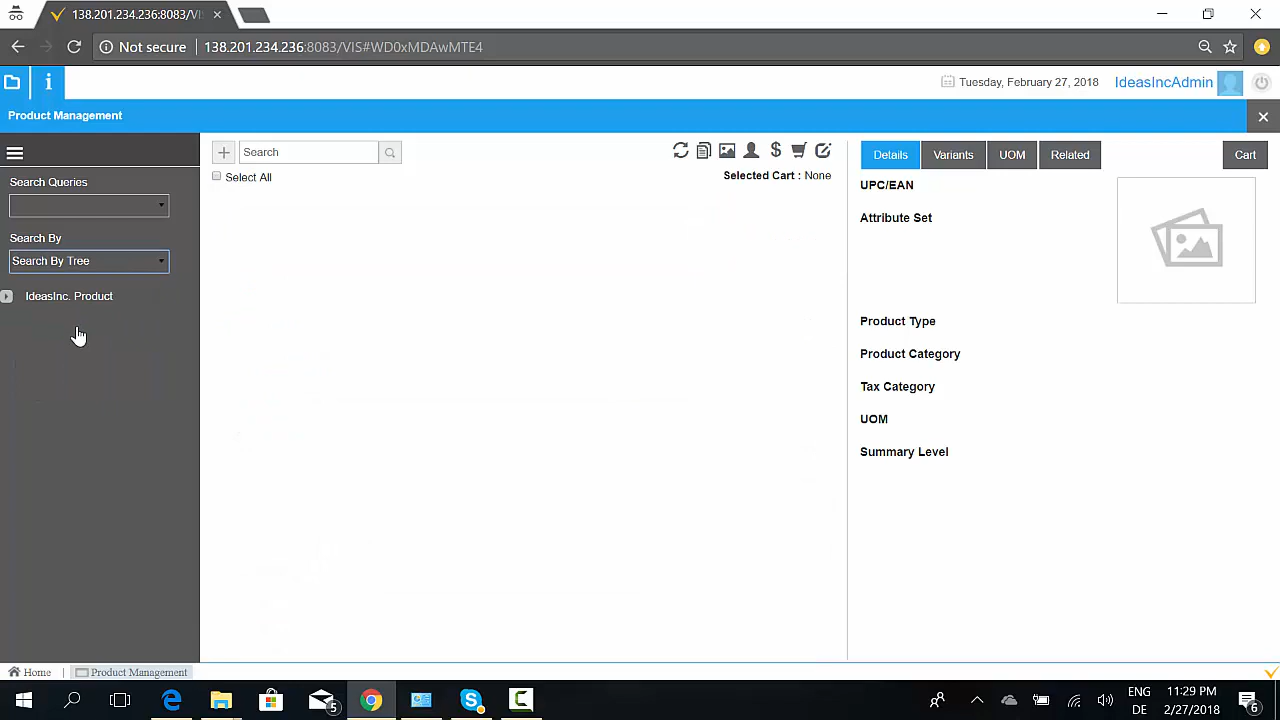 138.201.234.236:8083/VI
Not secure 138.201.234.236:8083/VIS#WD0xMDAwMTE4
Tuesday, February 27, 2018 IdeasIncAdmin
Product Management
Search
Select All
Selected Cart : None
Search Queries
Search By
Search By Tree
IdeasInc. Product
Details Variants UOM Related Cart
UPC/EAN
Attribute Set
Product Type
Product Category
Tax Category
UOM
Summary Level
Home Product Management
5
ENG 11:29 PM
DE 2/27/2018
6